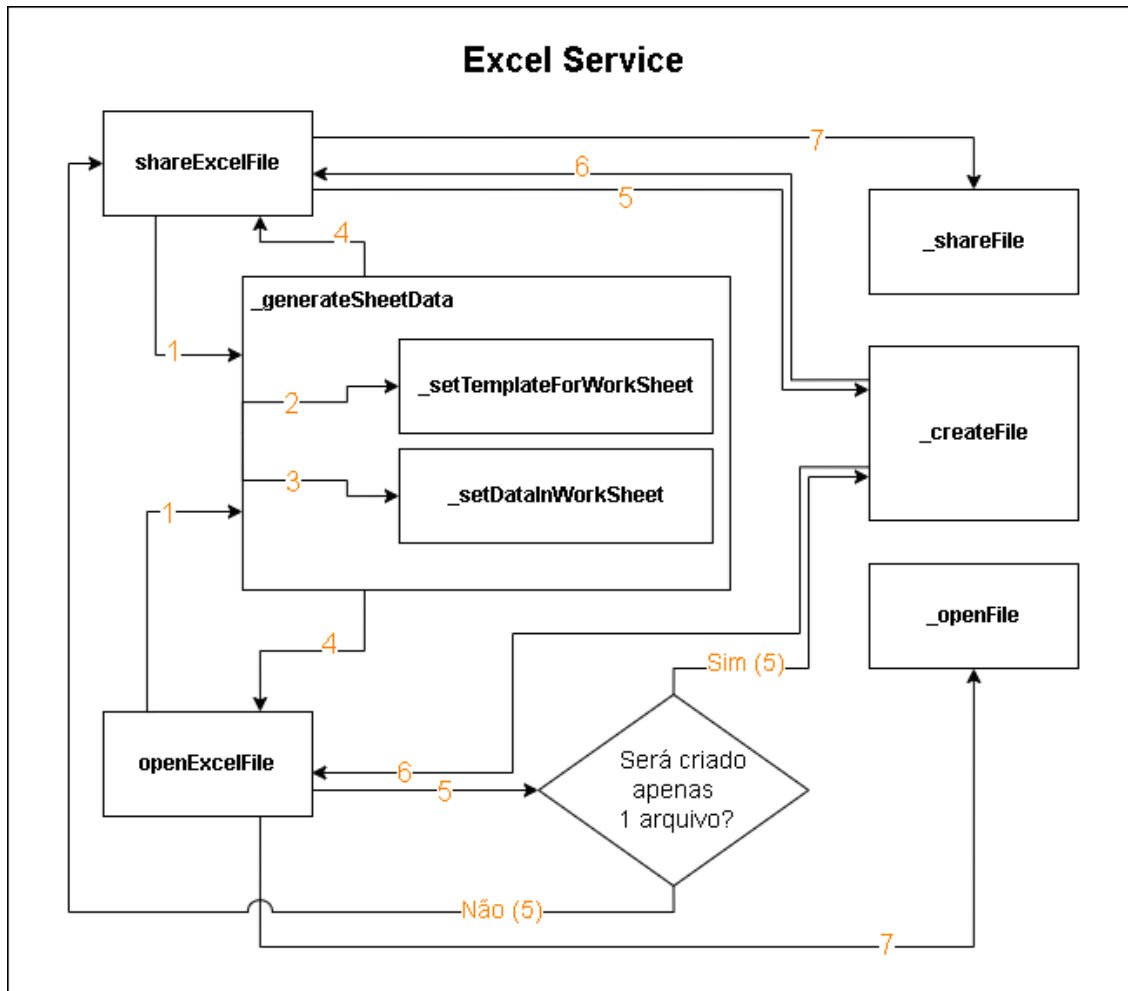 Excel Service
shareExcelFile
7
6
5
_shareFile
4
_generateSheetData
1
_setTemplateForWorkSheet
2
_createFile
3
_setDataInWorkSheet
1
_openFile
4
Sim (5)
openExcelFile
6
5
Será criado
apenas
1 arquivo?
Não (5)
7